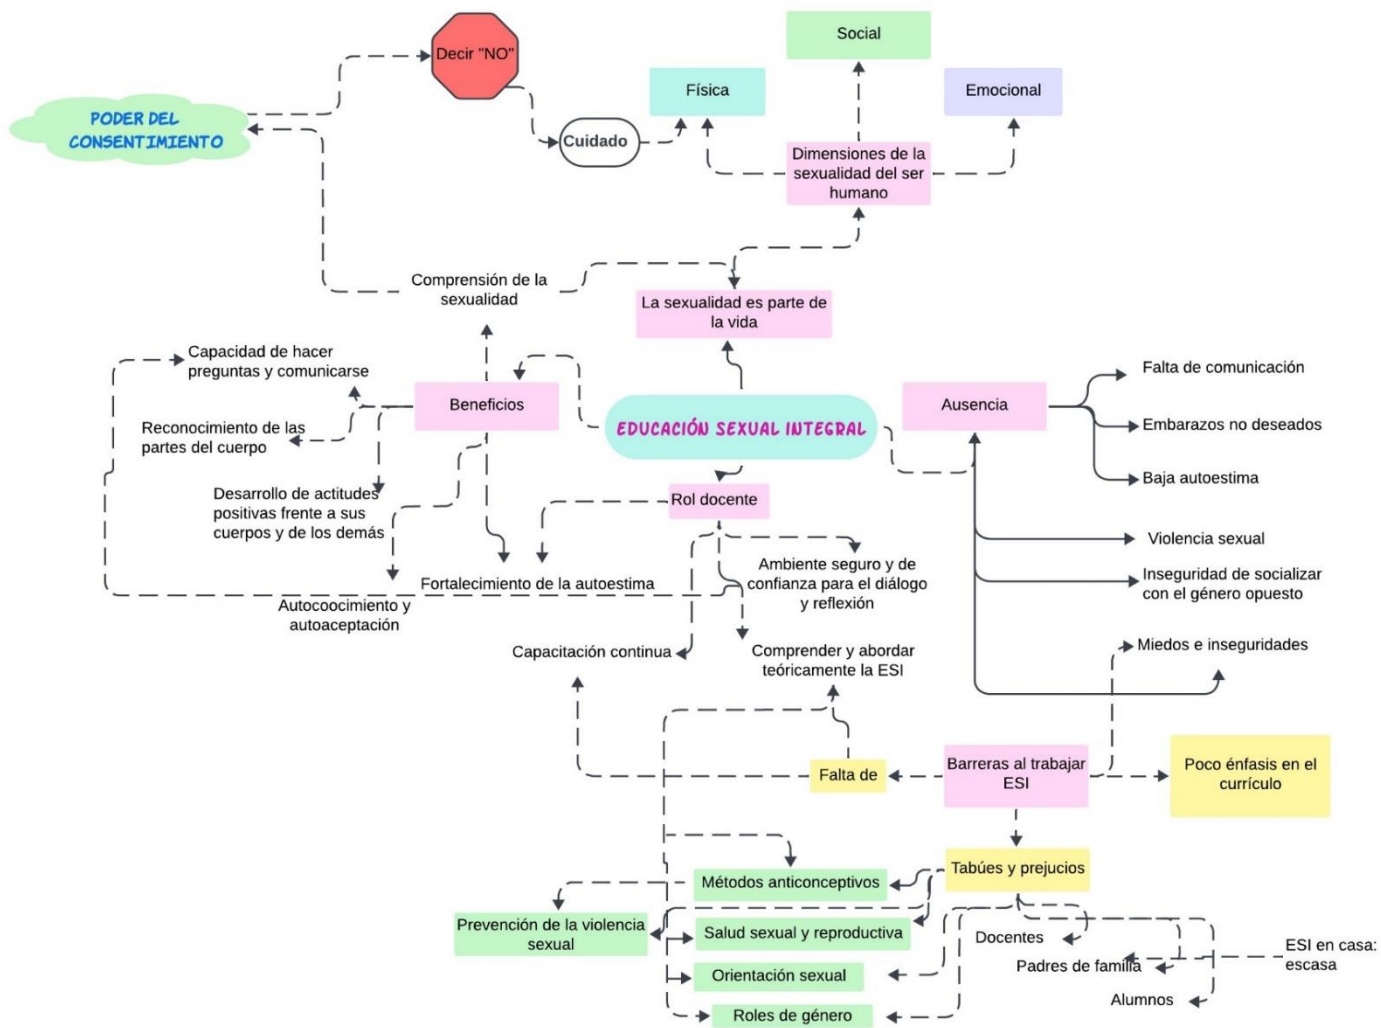 Social
Decir "NO"
Física
Emocional
PODER DEL
CONSENTIMIENTO
Cuidado
Dimensiones de la
sexualidad del ser
humano
Comprensión de la
sexualidad
La sexualidad es parte de
la vida
Capacidad de hacer
preguntas y comunicarse
Beneficios
Reconocimiento de las
partes del cuerpo
Desarrollo de actitudes
positivas frente a sus
cuerpos y de los demás
EDUCACIÓN SEXUAL INTEGRAL
Ausencia
Falta de comunicación
Embarazos no deseados
Baja autoestima
Violencia sexual
Inseguridad de socializar
con el género opuesto
Miedos e inseguridades
Rol docente
Fortalecimiento de la autoestima
Autocoocimiento y
autoaceptación
Ambiente seguro y de
confianza para el diálogo
y reflexión
Capacitación continua
Comprender y abordar
teóricamente la ESI
Falta de
Barreras al trabajar
ESI
Poco énfasis en el
currículo
Tabúes y prejucios
Métodos anticonceptivos
Prevención de la violencia
sexual
Salud sexual y reproductiva
Orientación sexual
Roles de género
Docentes
Padres de familia
Alumnos
ESI en casa:
escasa